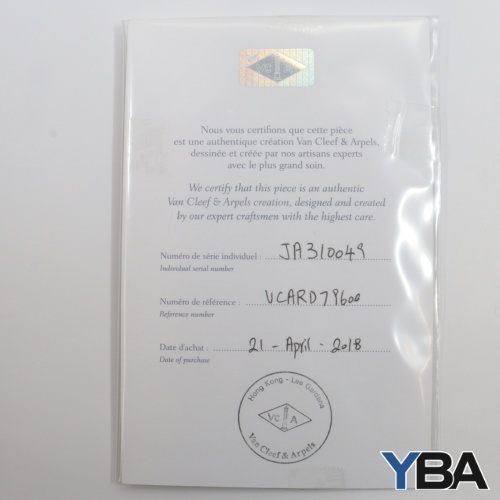 VC A
Nous vous certifions que cette pièce
est une authentique création Van Cleef & Arpels,
dessinée et créée par nos artisans experts
avec le plus grand soin.
We certify that this piece is an authentic
Van Cleef & Arpels creation, designed and created
by our expert craftsmen with the highest care.
Numéro de série individuel : JA310049
Individual serial number
Numéro de référence : VCARD79600
Reference number
Date d'achat : 21 - April - 2018
Date of purchase
Hong Kong - Lee Gardens
VC A
Van Cleef & Arpels
YBA